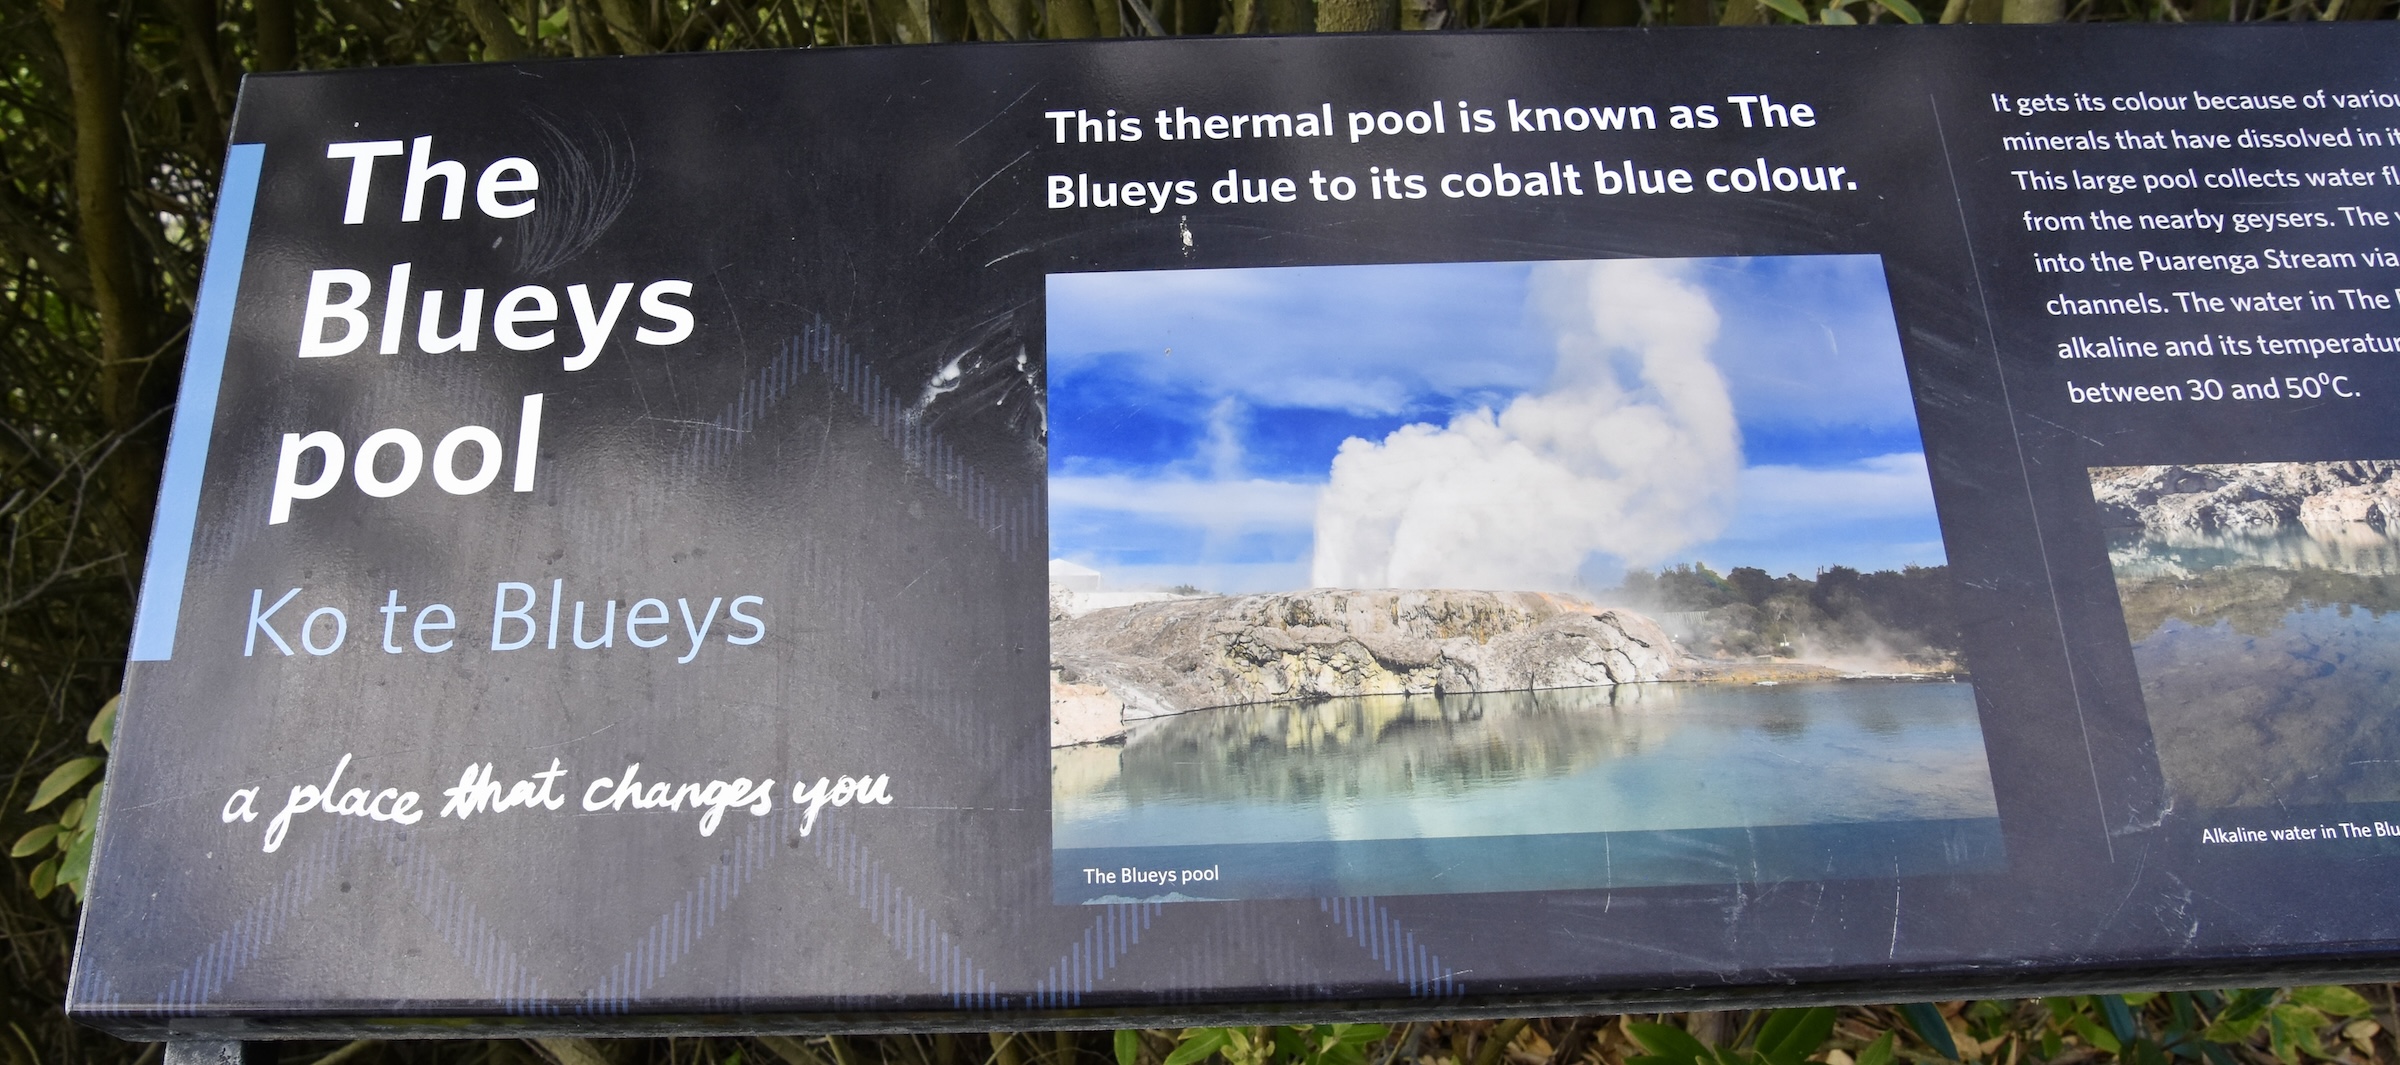 The
Blueys
pool
Ko te Blueys
a place that changes you
This thermal pool is known as The
Blueys due to its cobalt blue colour.
The Blueys pool
It gets its colour because of
minerals that have dissolved in
This large pool collects water
from the nearby geysers. The
into the Puarenga Stream via
channels. The water in The
alkaline and its
between 30 and 50⁰C.
Alkaline water in The